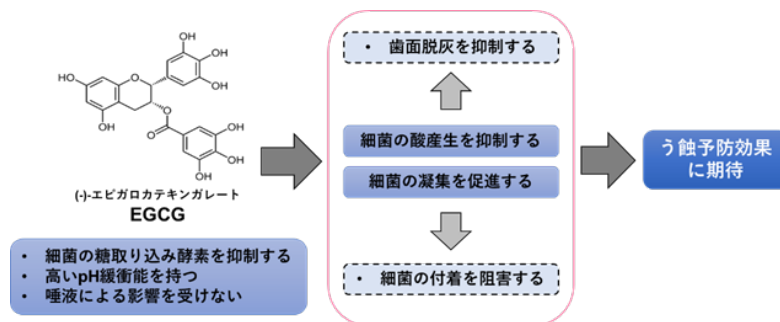 OH
OH
OH
HO
O
O
OH
O
OH
OH
OH
(-)-エピガロカテキンガレート
EGCG
• 細菌の糖取り込み酵素を抑制する
• 高いpH緩衝能を持つ
• 唾液による影響を受けない
• 歯面脱灰を抑制する
細菌の酸産生を抑制する
細菌の凝集を促進する
• 細菌の付着を阻害する
う蝕予防効果
に期待